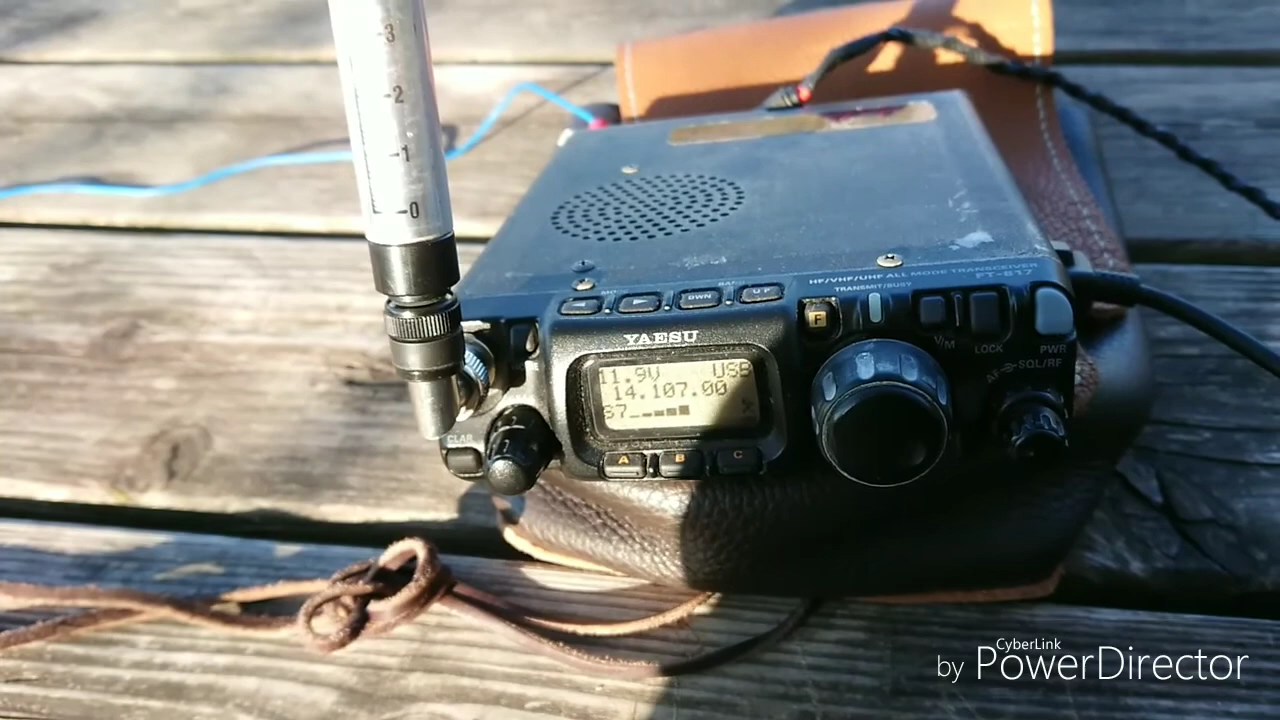 3
2
1
0
HF/VHF/UHF ALL MODE TRANSCEIVER
FT-817
TRANSMIT/BUSY
DWN
UP
F
V/M
LOCK
PWR
AF
SQL/RF
YAESU
11.9V USB
14.107.00
S7
CLAR
A
B
C
CyberLink
by PowerDirector